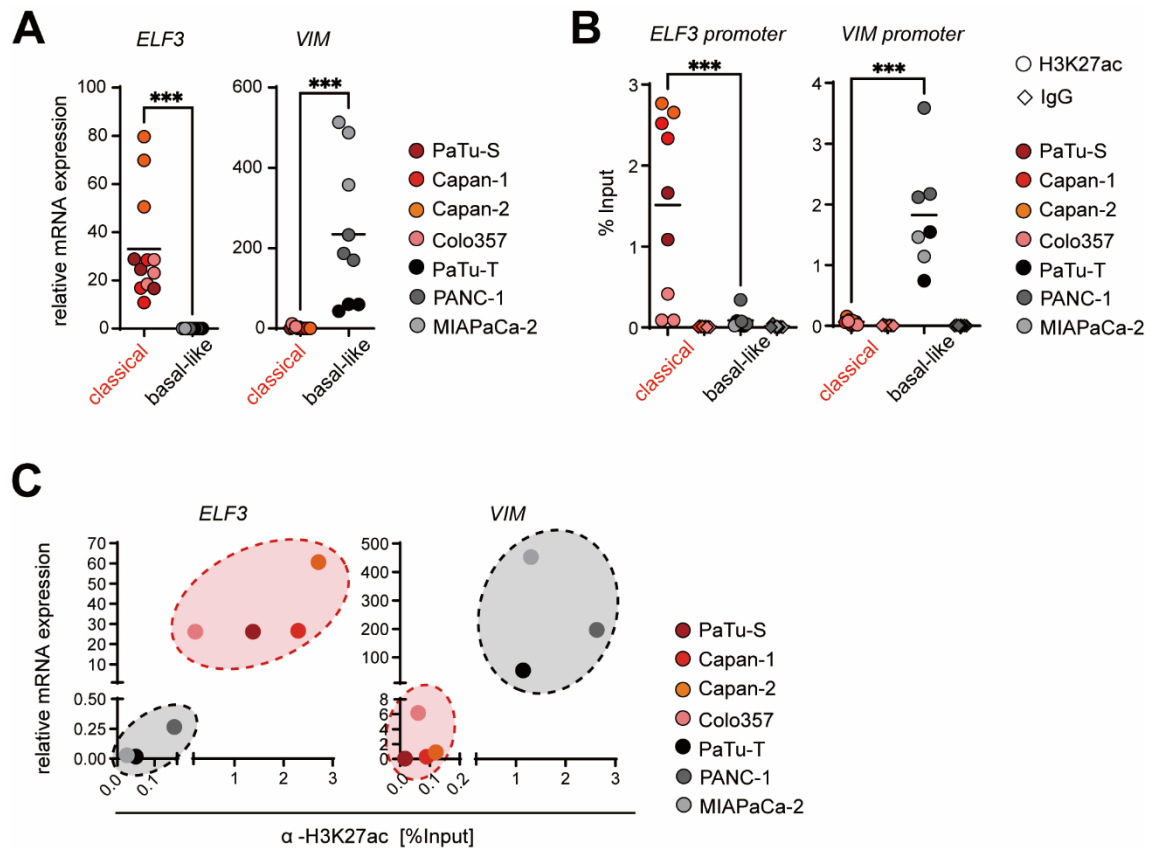 A
ELF3
VIM
relative mRNA expression
100
80
60
40
20
0
***
classical
basal-like
600
400
200
0
***
classical
basal-like
PaTu-S
Capan-1
Capan-2
Colo357
PaTu-T
PANC-1
MIAPaCa-2
B
ELF3 promoter
VIM promoter
% Input
3
2
1
0
***
classical
basal-like
4
3
2
1
0
***
classical
basal-like
H3K27ac
IgG
PaTu-S
Capan-1
Capan-2
Colo357
PaTu-T
PANC-1
MIAPaCa-2
C
ELF3
VIM
relative mRNA expression
70
60
50
40
30
20
10
0.50
0.25
0.00
0.0
0.1
1
2
3
500
400
300
200
100
8
6
4
2
0
0.0
0.1
0.2
1
2
3
α -H3K27ac [%Input]
PaTu-S
Capan-1
Capan-2
Colo357
PaTu-T
PANC-1
MIAPaCa-2